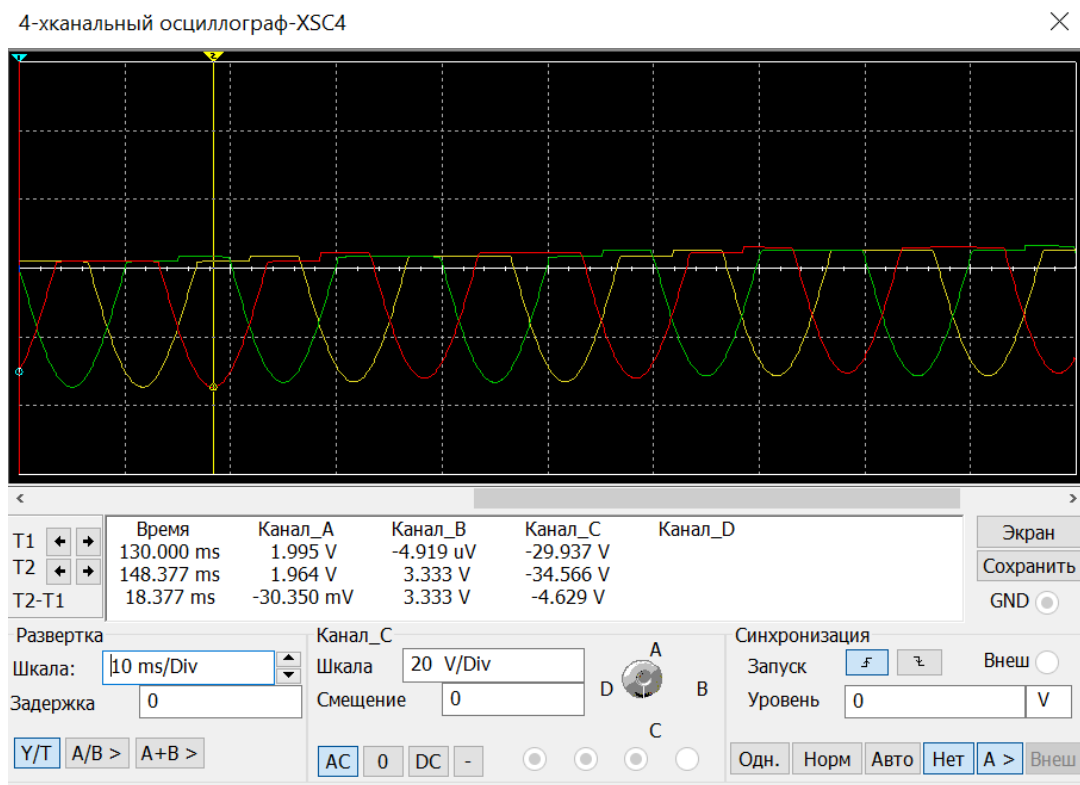 4-хканальный осциллограф-XSC4
1 2
< >
Время Канал_A Канал_B Канал_C Канал_D
T1 130.000 ms 1.995 V -4.919 uV -29.937 V
T2 148.377 ms 1.964 V 3.333 V -34.566 V
T2-T1 18.377 ms -30.350 mV 3.333 V -4.629 V
Экран
Сохранить
GND
Развертка
Шкала: 10 ms/Div
Задержка 0
Y/T A/B > A+B >
Канал_C
Шкала 20 V/Div
Смещение 0
AC 0 DC -
A
D B
C
Синхронизация
Запуск Внеш
Уровень 0 V
Одн. Норм Авто Нет A > Внеш